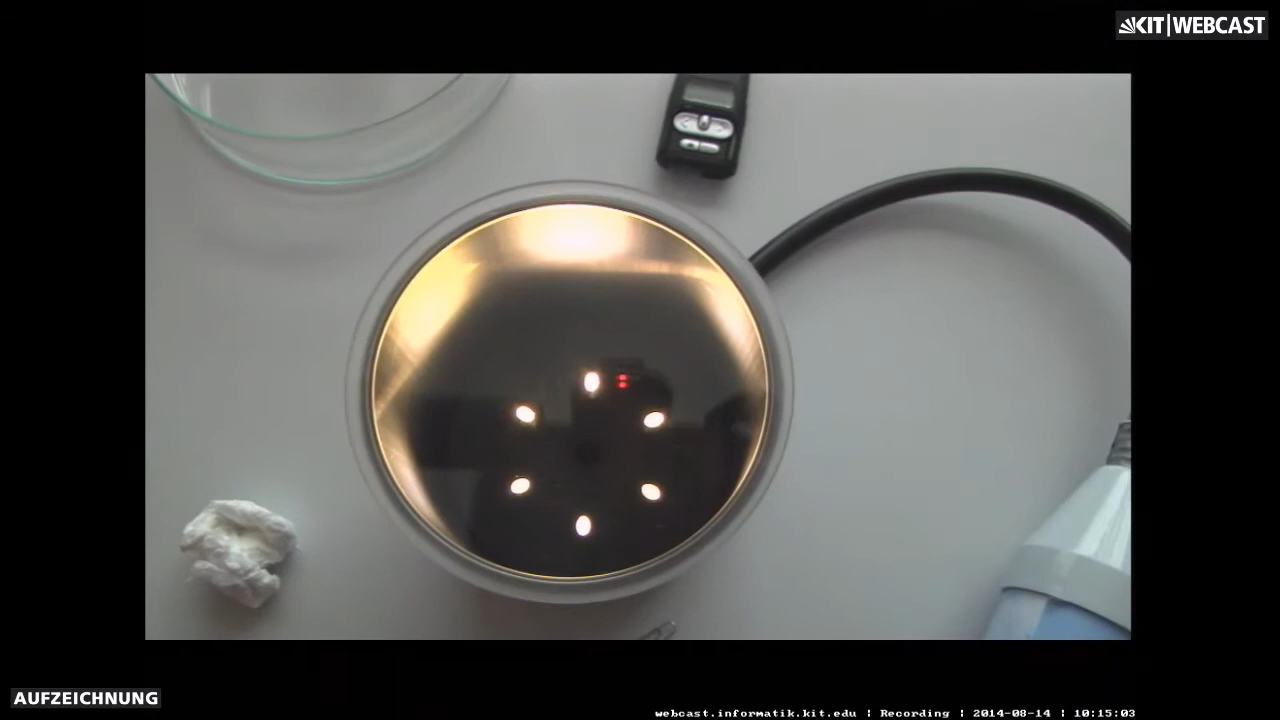 KIT|WEBCAST
AUFZEICHNUNG
webcast.informatik.kit.edu | Recording | 2014-08-14 | 10:15:03